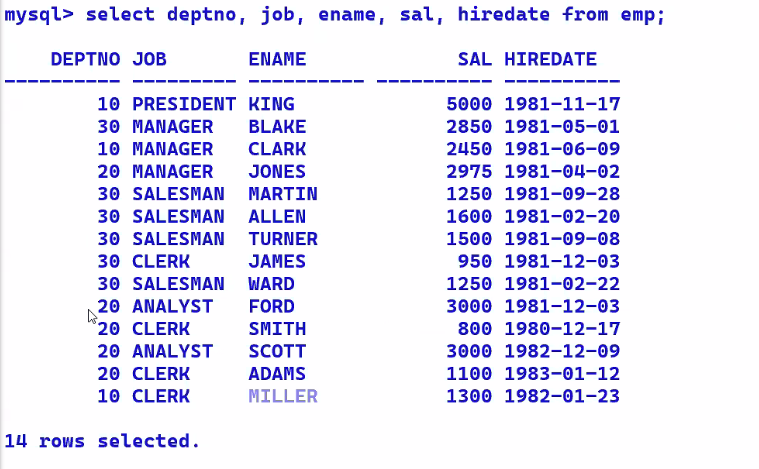 mysql> select deptno, job, ename, sal, hiredate from emp;
DEPTNO JOB ENAME SAL HIREDATE
---------- --------- ---------- ---------- ----------
10 PRESIDENT KING 5000 1981-11-17
30 MANAGER BLAKE 2850 1981-05-01
10 MANAGER CLARK 2450 1981-06-09
20 MANAGER JONES 2975 1981-04-02
30 SALESMAN MARTIN 1250 1981-09-28
30 SALESMAN ALLEN 1600 1981-02-20
30 SALESMAN TURNER 1500 1981-09-08
30 CLERK JAMES 950 1981-12-03
30 SALESMAN WARD 1250 1981-02-22
20 ANALYST FORD 3000 1981-12-03
20 CLERK SMITH 800 1980-12-17
20 ANALYST SCOTT 3000 1982-12-09
20 CLERK ADAMS 1100 1983-01-12
10 CLERK MILLER 1300 1982-01-23
14 rows selected.